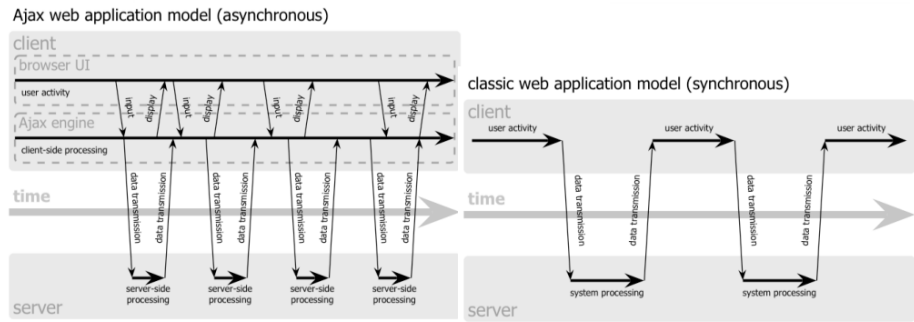 Ajax web application model (asynchronous)
client
browser UI
user activity
input
display
input
display
input
display
input
display
Ajax engine
client-side processing
data transmission
data transmission
data transmission
data transmission
data transmission
data transmission
data transmission
data transmission
time
server-side
processing
server-side
processing
server-side
processing
server-side
processing
server
classic web application model (synchronous)
client
user activity
user activity
user activity
data transmission
data transmission
data transmission
data transmission
time
system processing
system processing
server